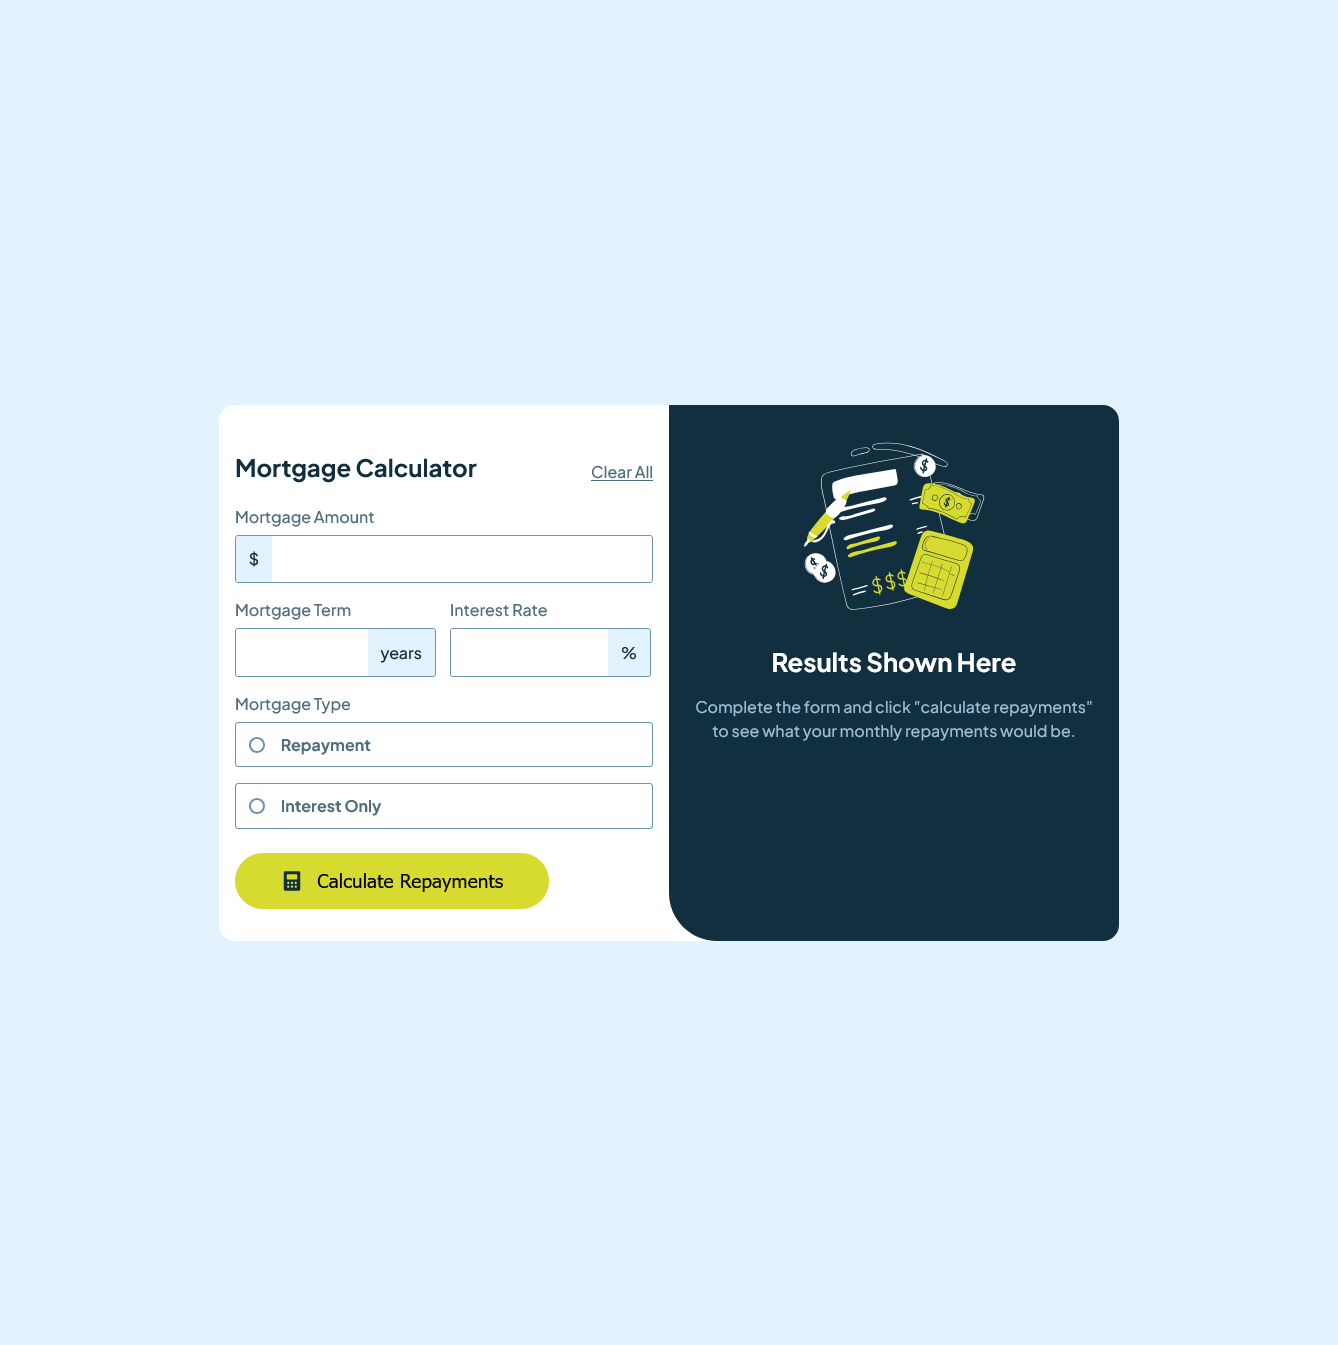 Mortgage Calculator
Clear All
Mortgage Amount
$
Mortgage Term
Interest Rate
years
%
Mortgage Type
Repayment
Interest Only
Calculate Repayments
$
$
$
$
$$$
Results Shown Here
Complete the form and click "calculate repayments"
to see what your monthly repayments would be.